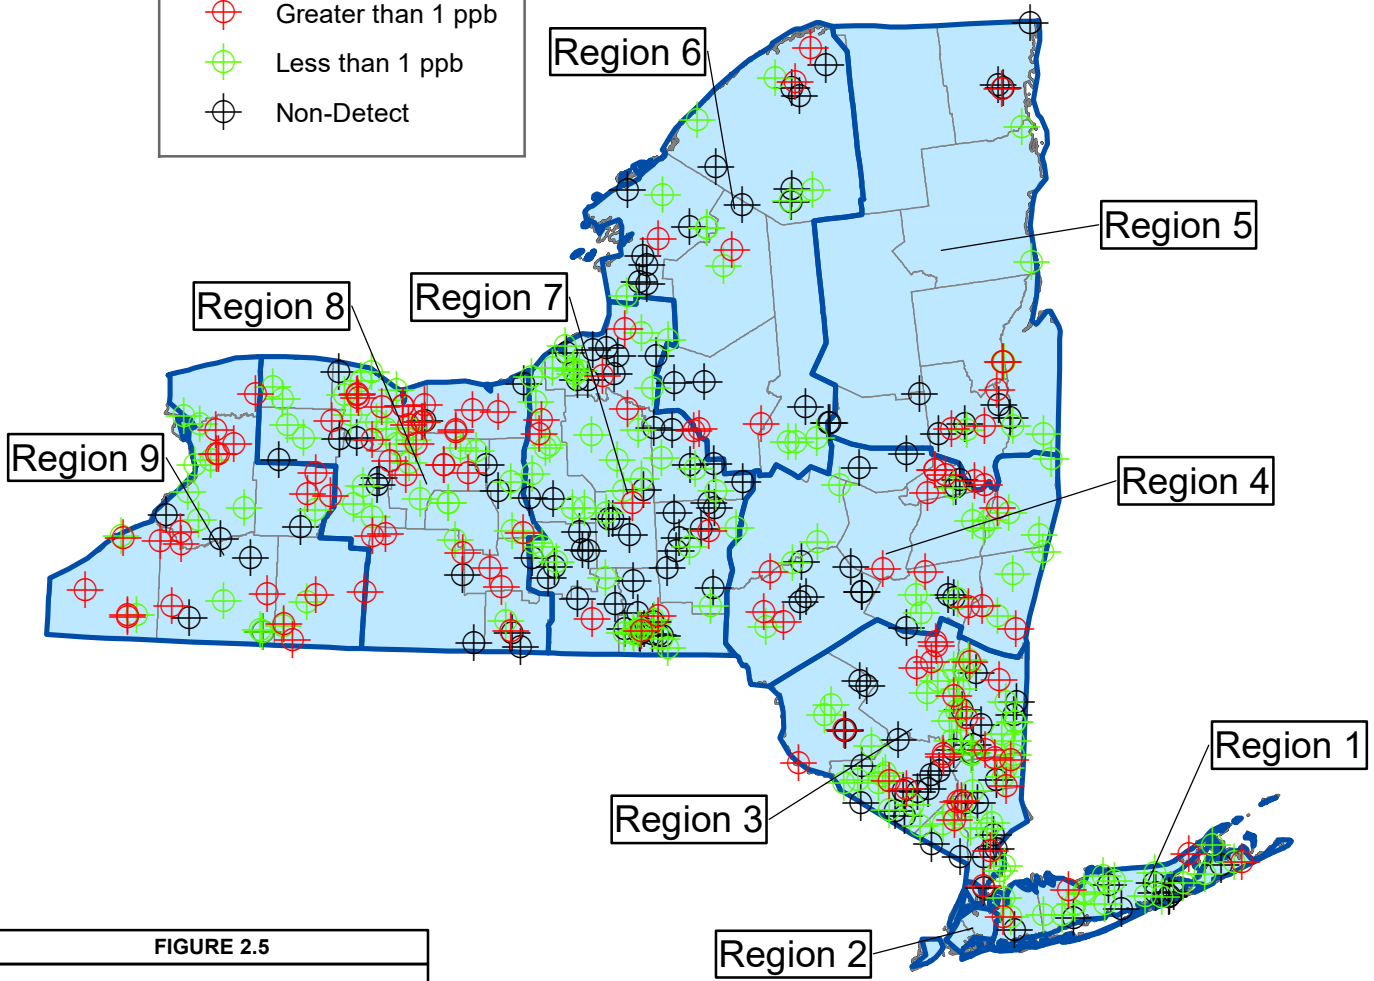 Greater than 1 ppb
Less than 1 ppb
Non-Detect
Region 6
Region 5
Region 8
Region 7
Region 9
Region 4
Region 1
Region 3
Region 2
FIGURE 2.5